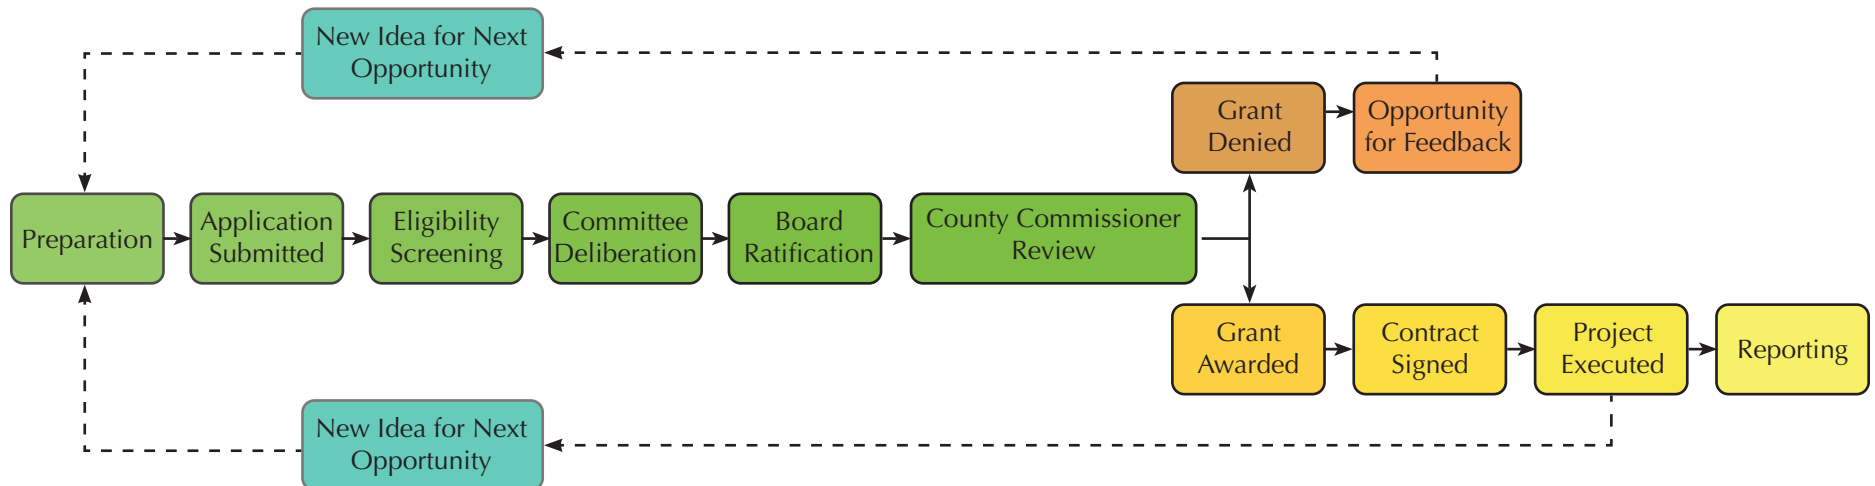 New Idea for Next
Opportunity
Grant
Denied
Opportunity
for Feedback
Preparation
Application
Submitted
Eligibility
Screening
Committee
Deliberation
Board
Ratification
County Commissioner
Review
Grant
Awarded
Contract
Signed
Project
Executed
Reporting
New Idea for Next
Opportunity